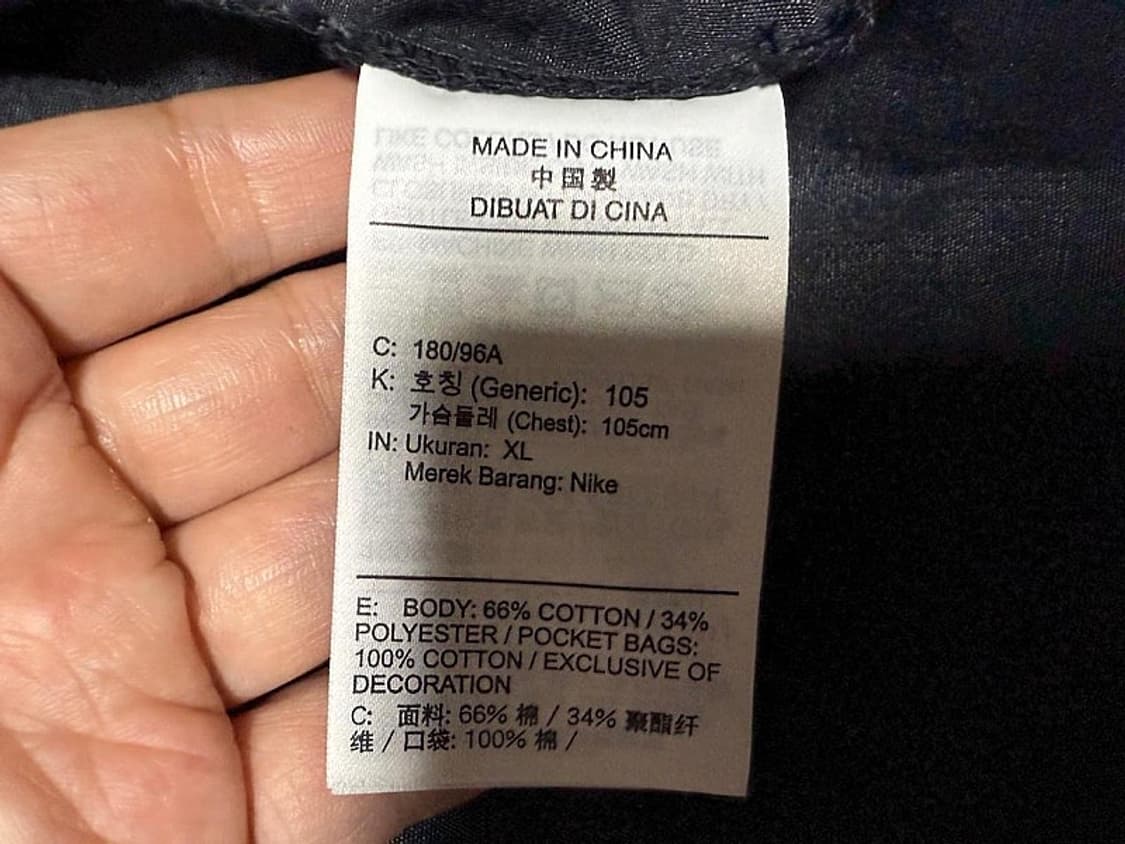 MADE IN CHINA
中国製
DIBUAT DI CINA
C: 180/96A
K: 호칭 (Generic): 105
가슴둘레 (Chest): 105cm
IN: Ukuran: XL
Merek Barang: Nike
E: BODY: 66% COTTON / 34%
POLYESTER / POCKET BAGS:
100% COTTON / EXCLUSIVE OF
DECORATION
C: 面料: 66% 棉 / 34% 聚酯纤
维 / 口袋: 100% 棉 /